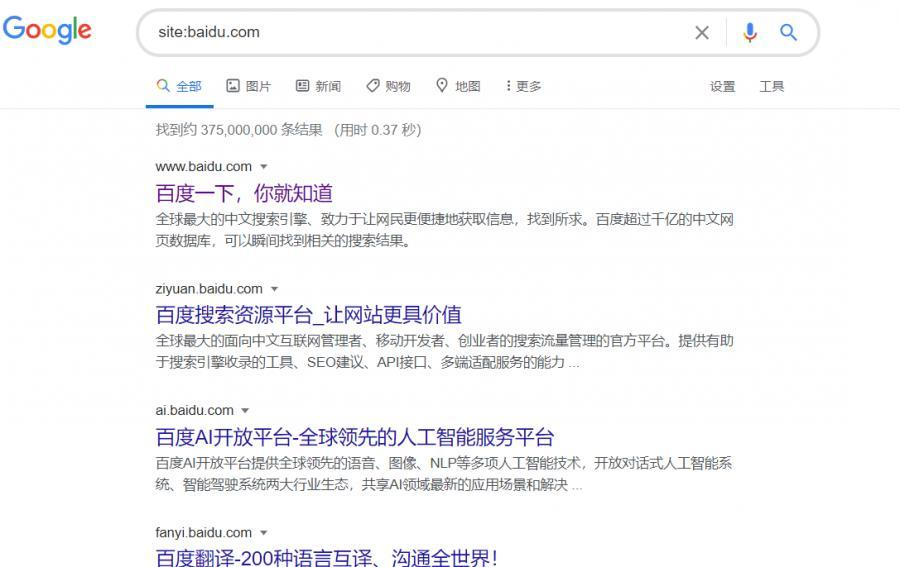 Google
site:baidu.com
全部 图片 新闻 购物 地图 更多 设置 工具
找到约 375,000,000 条结果 （用时 0.37 秒）
www.baidu.com
百度一下，你就知道
全球最大的中文搜索引擎、致力于让网民更便捷地获取信息，找到所求。百度超过千亿的中文网
页数据库，可以瞬间找到相关的搜索结果。
ziyuan.baidu.com
百度搜索资源平台_让网站更具价值
全球最大的面向中文互联网管理者、移动开发者、创业者的搜索流量管理的官方平台。提供有助
于搜索引擎收录的工具、SEO建议、API接口、多端适配服务的能力 ...
ai.baidu.com
百度AI开放平台-全球领先的人工智能服务平台
百度AI开放平台提供全球领先的语音、图像、NLP等多项人工智能技术，开放对话式人工智能系
统、智能驾驶系统两大行业生态，共享AI领域最新的应用场景和解决 ...
fanyi.baidu.com
百度翻译-200种语言互译、沟通全世界！